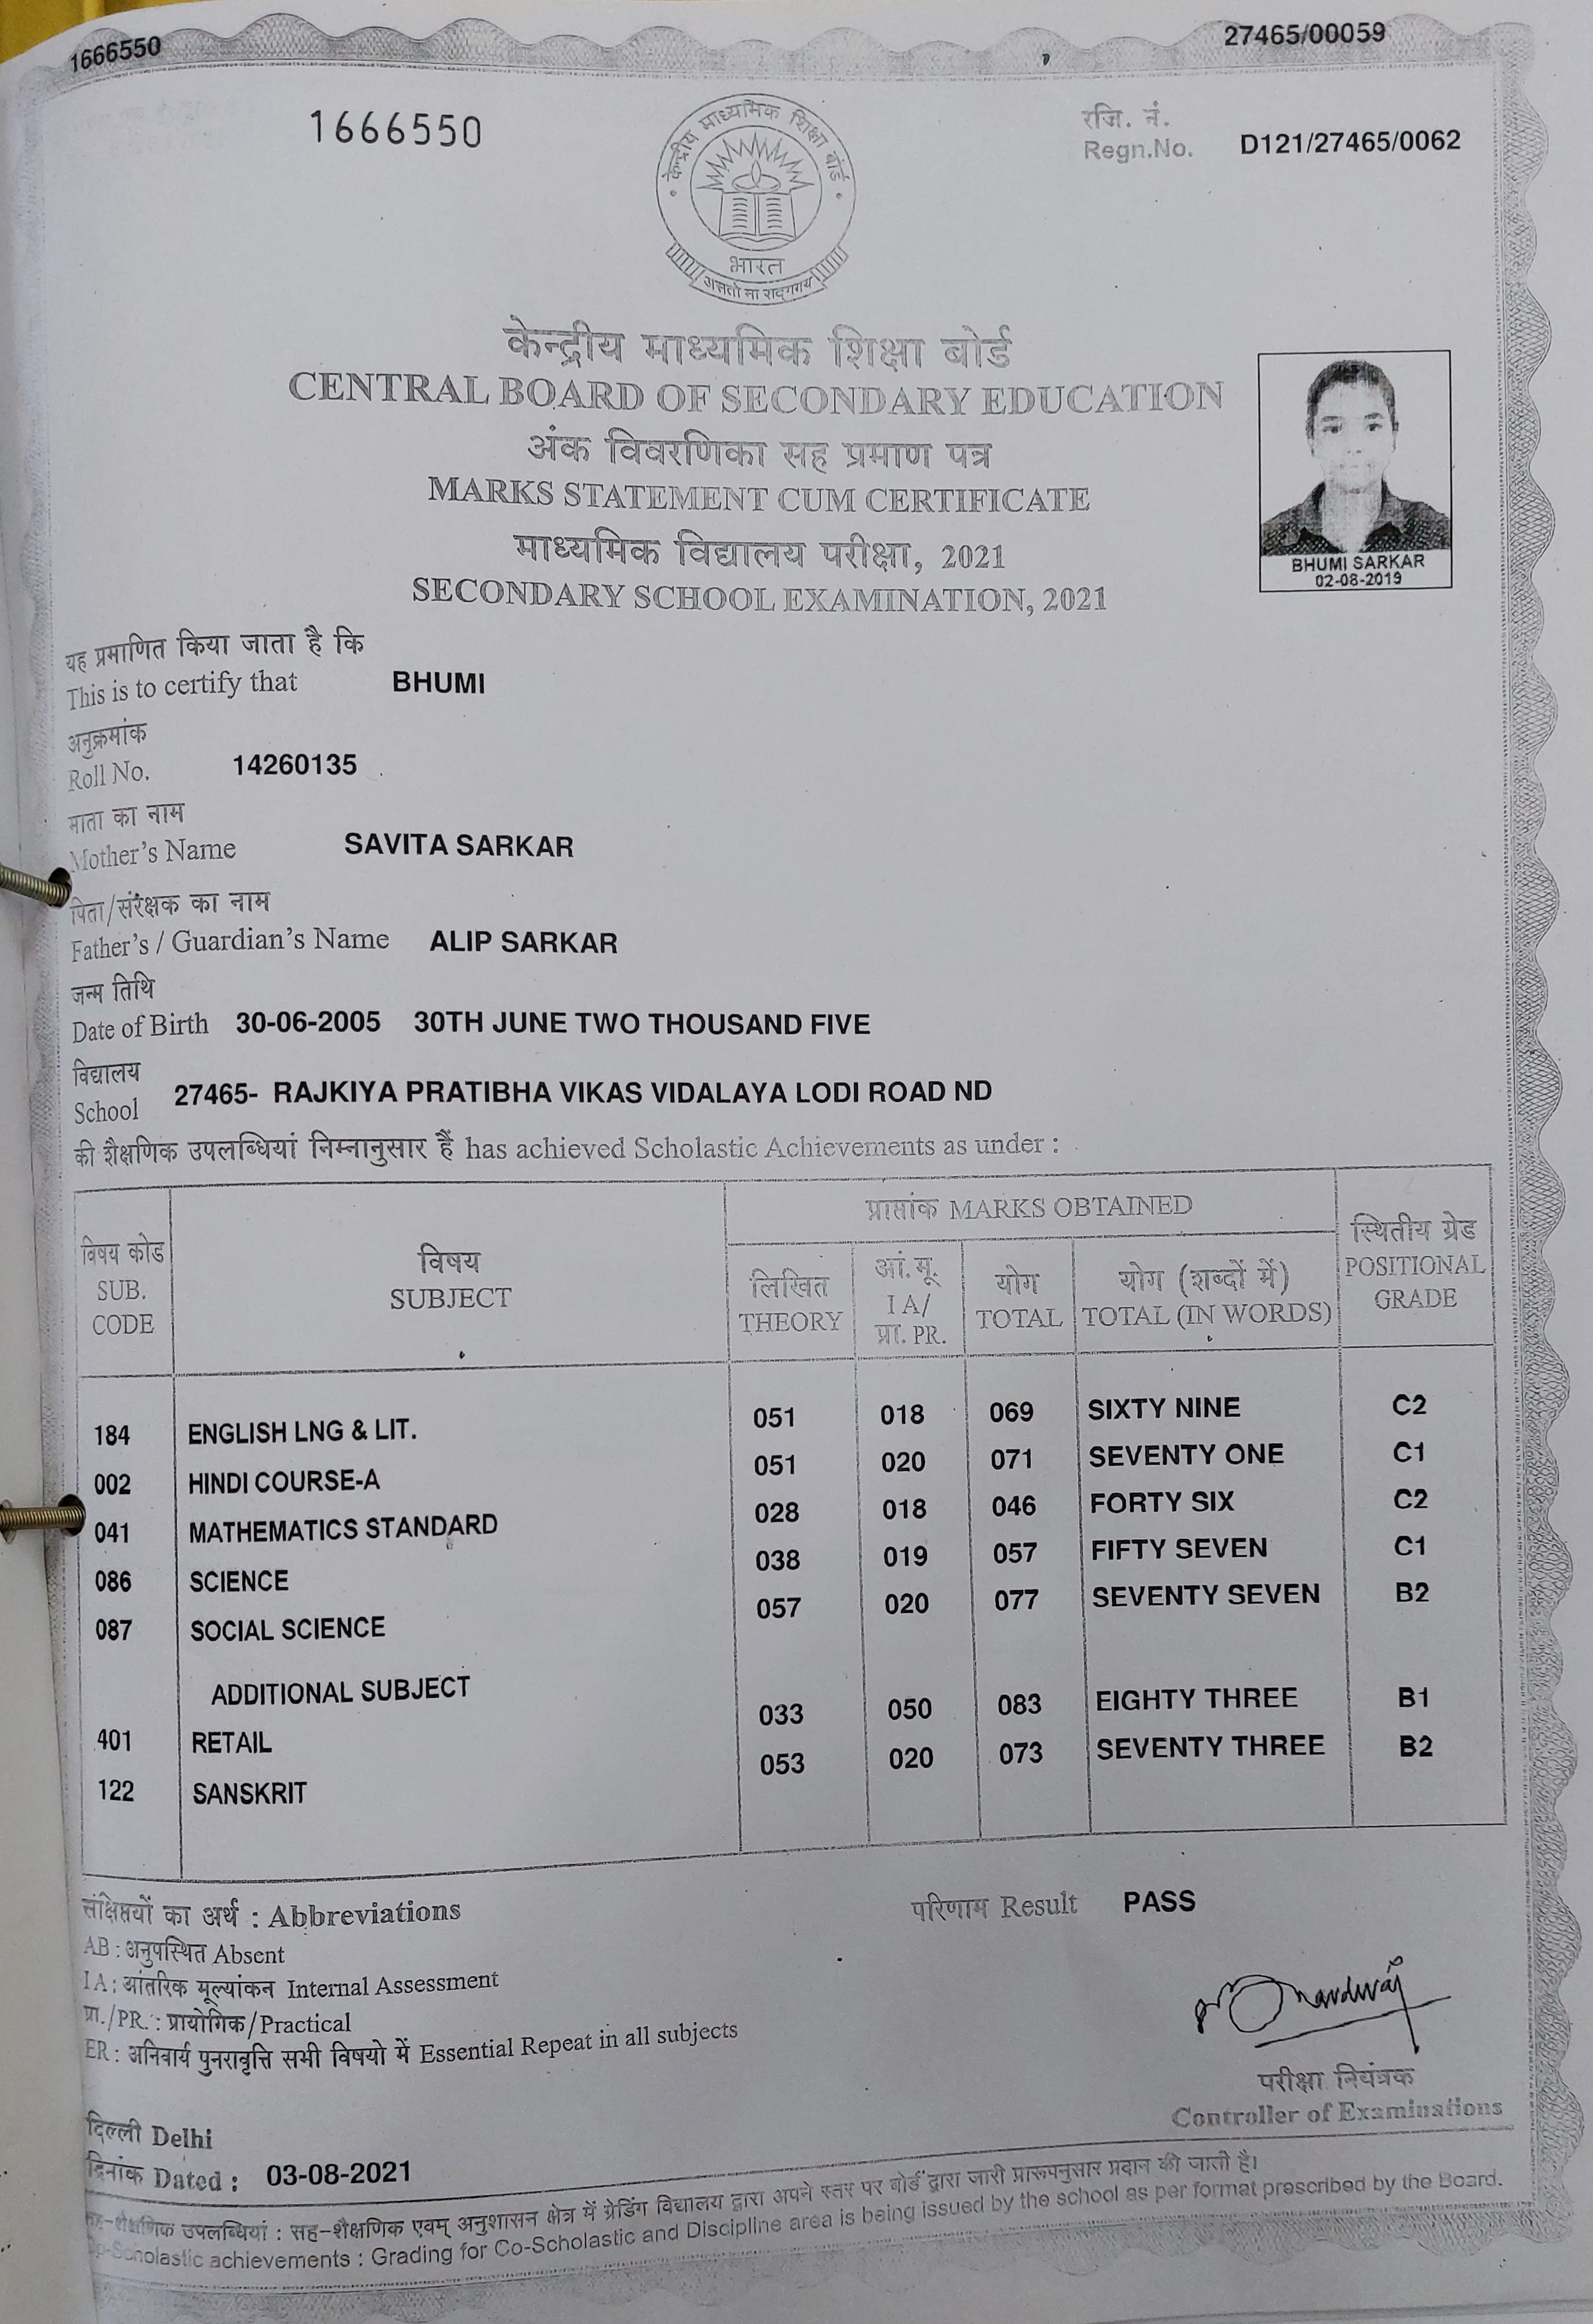 1666550
27465/00059
1666550
रजि. नं.
Regn.No. D121/27465/0062
केन्द्रीय माध्यमिक शिक्षा बोर्ड
भारत
असतो मा सद्गमय
केन्द्रीय माध्यमिक शिक्षा बोर्ड
CENTRAL BOARD OF SECONDARY EDUCATION
अंक विवरणिका सह प्रमाण पत्र
MARKS STATEMENT CUM CERTIFICATE
माध्यमिक विद्यालय परीक्षा, 2021
SECONDARY SCHOOL EXAMINATION, 2021
BHUMI SARKAR
02-08-2019
यह प्रमाणित किया जाता है कि
This is to certify that BHUMI
अनुक्रमांक
Roll No. 14260135
माता का नाम
Mother's Name SAVITA SARKAR
पिता/संरक्षक का नाम
Father's / Guardian's Name ALIP SARKAR
जन्म तिथि
Date of Birth 30-06-2005 30TH JUNE TWO THOUSAND FIVE
विद्यालय
School 27465- RAJKIYA PRATIBHA VIKAS VIDALAYA LODI ROAD ND
की शैक्षणिक उपलब्धियां निम्नानुसार हैं has achieved Scholastic Achievements as under :
विषय कोड
SUB.
CODE
विषय
SUBJECT
प्राप्तांक MARKS OBTAINED
लिखित
THEORY
आं.मू.
I A/
प्रा. PR.
योग
TOTAL
योग (शब्दों में)
TOTAL (IN WORDS)
स्थितीय ग्रेड
POSITIONAL
GRADE
184 ENGLISH LNG & LIT. 051 018 069 SIXTY NINE C2
002 HINDI COURSE-A 051 020 071 SEVENTY ONE C1
041 MATHEMATICS STANDARD 028 018 046 FORTY SIX C2
086 SCIENCE 038 019 057 FIFTY SEVEN C1
087 SOCIAL SCIENCE 057 020 077 SEVENTY SEVEN B2
ADDITIONAL SUBJECT
401 RETAIL 033 050 083 EIGHTY THREE B1
122 SANSKRIT 053 020 073 SEVENTY THREE B2
संक्षिप्तियों का अर्थ : Abbreviations
परिणाम Result PASS
AB : अनुपस्थित Absent
I A : आंतरिक मूल्यांकन Internal Assessment
प्रा./PR. : प्रायोगिक/Practical
ER : अनिवार्य पुनरावृत्ति सभी विषयो में Essential Repeat in all subjects
परीक्षा नियंत्रक
Controller of Examinations
दिल्ली Delhi
दिनांक Dated : 03-08-2021
सह-शैक्षणिक उपलब्धियां : सह-शैक्षणिक एवम् अनुशासन क्षेत्र में ग्रेडिंग विद्यालय द्वारा अपने स्तर पर बोर्ड द्वारा जारी प्रारूपनुसार प्रदान की जाती है।
Co-Scholastic achievements : Grading for Co-Scholastic and Discipline area is being issued by the school as per format prescribed by the Board.